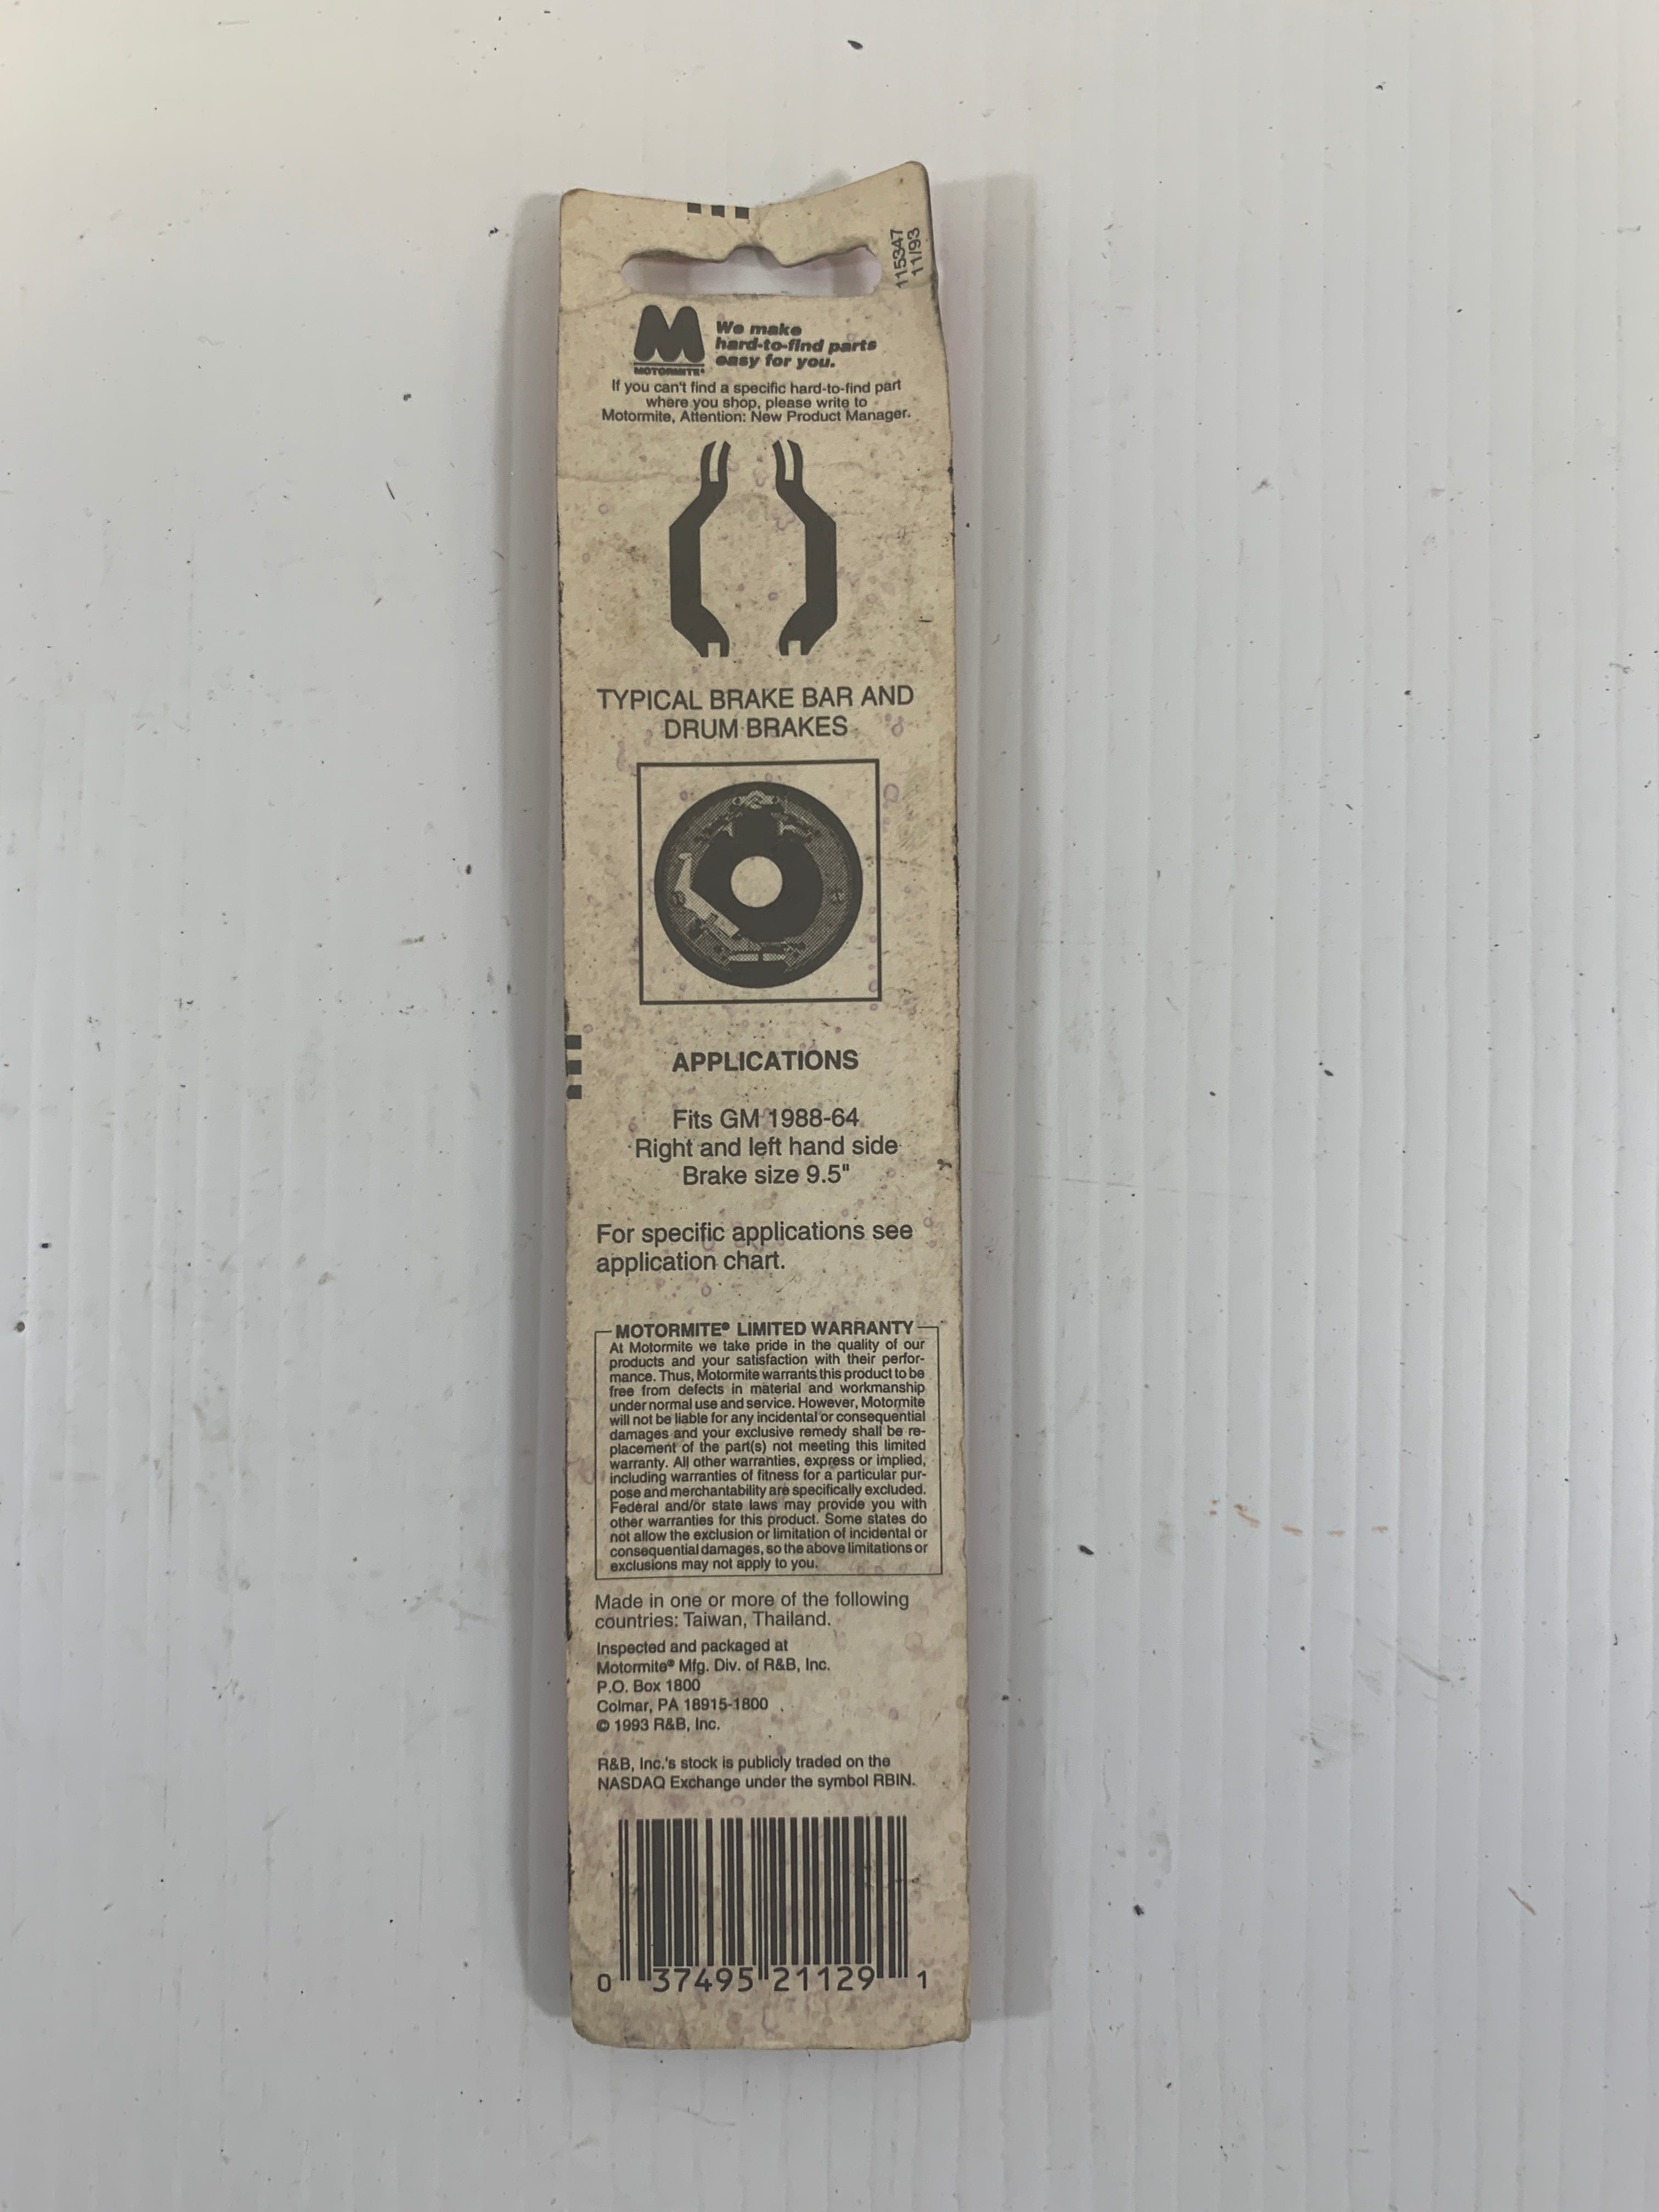 115347
11/93
M
MOTORMITE®
We make
hard-to-find parts
easy for you.
If you can't find a specific hard-to-find part
where you shop, please write to
Motormite, Attention: New Product Manager.
TYPICAL BRAKE BAR AND
DRUM BRAKES
APPLICATIONS
Fits GM 1988-64
Right and left hand side
Brake size 9.5"
For specific applications see
application chart.
MOTORMITE® LIMITED WARRANTY
At Motormite we take pride in the quality of our
products and your satisfaction with their perfor-
mance. Thus, Motormite warrants this product to be
free from defects in material and workmanship
under normal use and service. However, Motormite
will not be liable for any incidental or consequential
damages and your exclusive remedy shall be re-
placement of the part(s) not meeting this limited
warranty. All other warranties, express or implied,
including warranties of fitness for a particular pur-
pose and merchantability are specifically excluded.
Federal and/or state laws may provide you with
other warranties for this product. Some states do
not allow the exclusion or limitation of incidental or
consequential damages, so the above limitations or
exclusions may not apply to you.
Made in one or more of the following
countries: Taiwan, Thailand.
Inspected and packaged at
Motormite® Mfg. Div. of R&B, Inc.
P.O. Box 1800
Colmar, PA 18915-1800
© 1993 R&B, Inc.
R&B, Inc.'s stock is publicly traded on the
NASDAQ Exchange under the symbol RBIN.
0 37495 21129 1